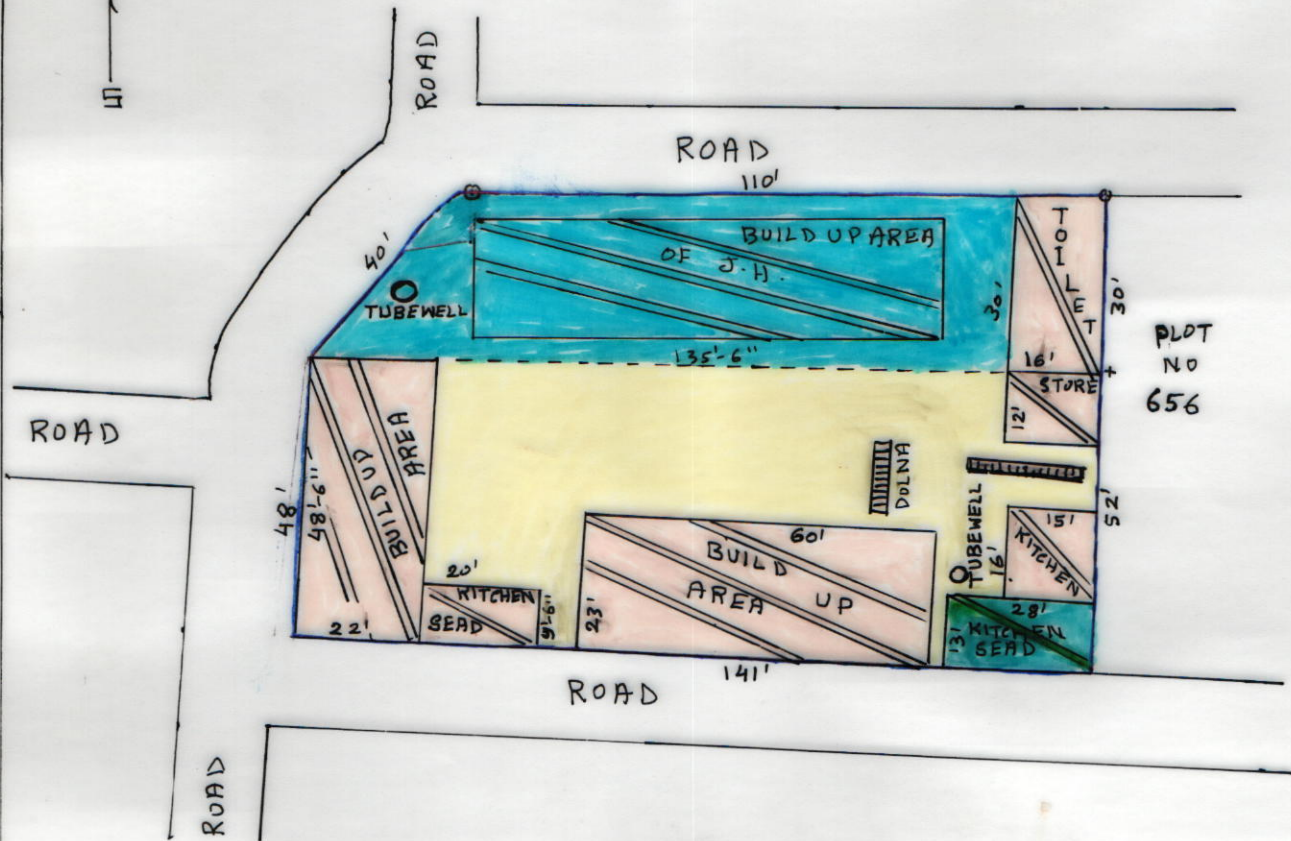 S
ROAD
ROAD
110'
BUILD UP AREA
OF J.H.
TOILET
40'
TUBEWELL
30'
30'
135'-6"
16'
STORE
12'
PLOT
NO
656
ROAD
BUILD UP
AREA
48'
48'-6"
DOLNA
TUBEWELL
16'
15'
KITCHEN
52'
60'
BUILD
AREA UP
23'
20'
KITCHEN
SEAD
9'-6"
22'
28'
13'
KITCHEN
SEAD
141'
ROAD
ROAD